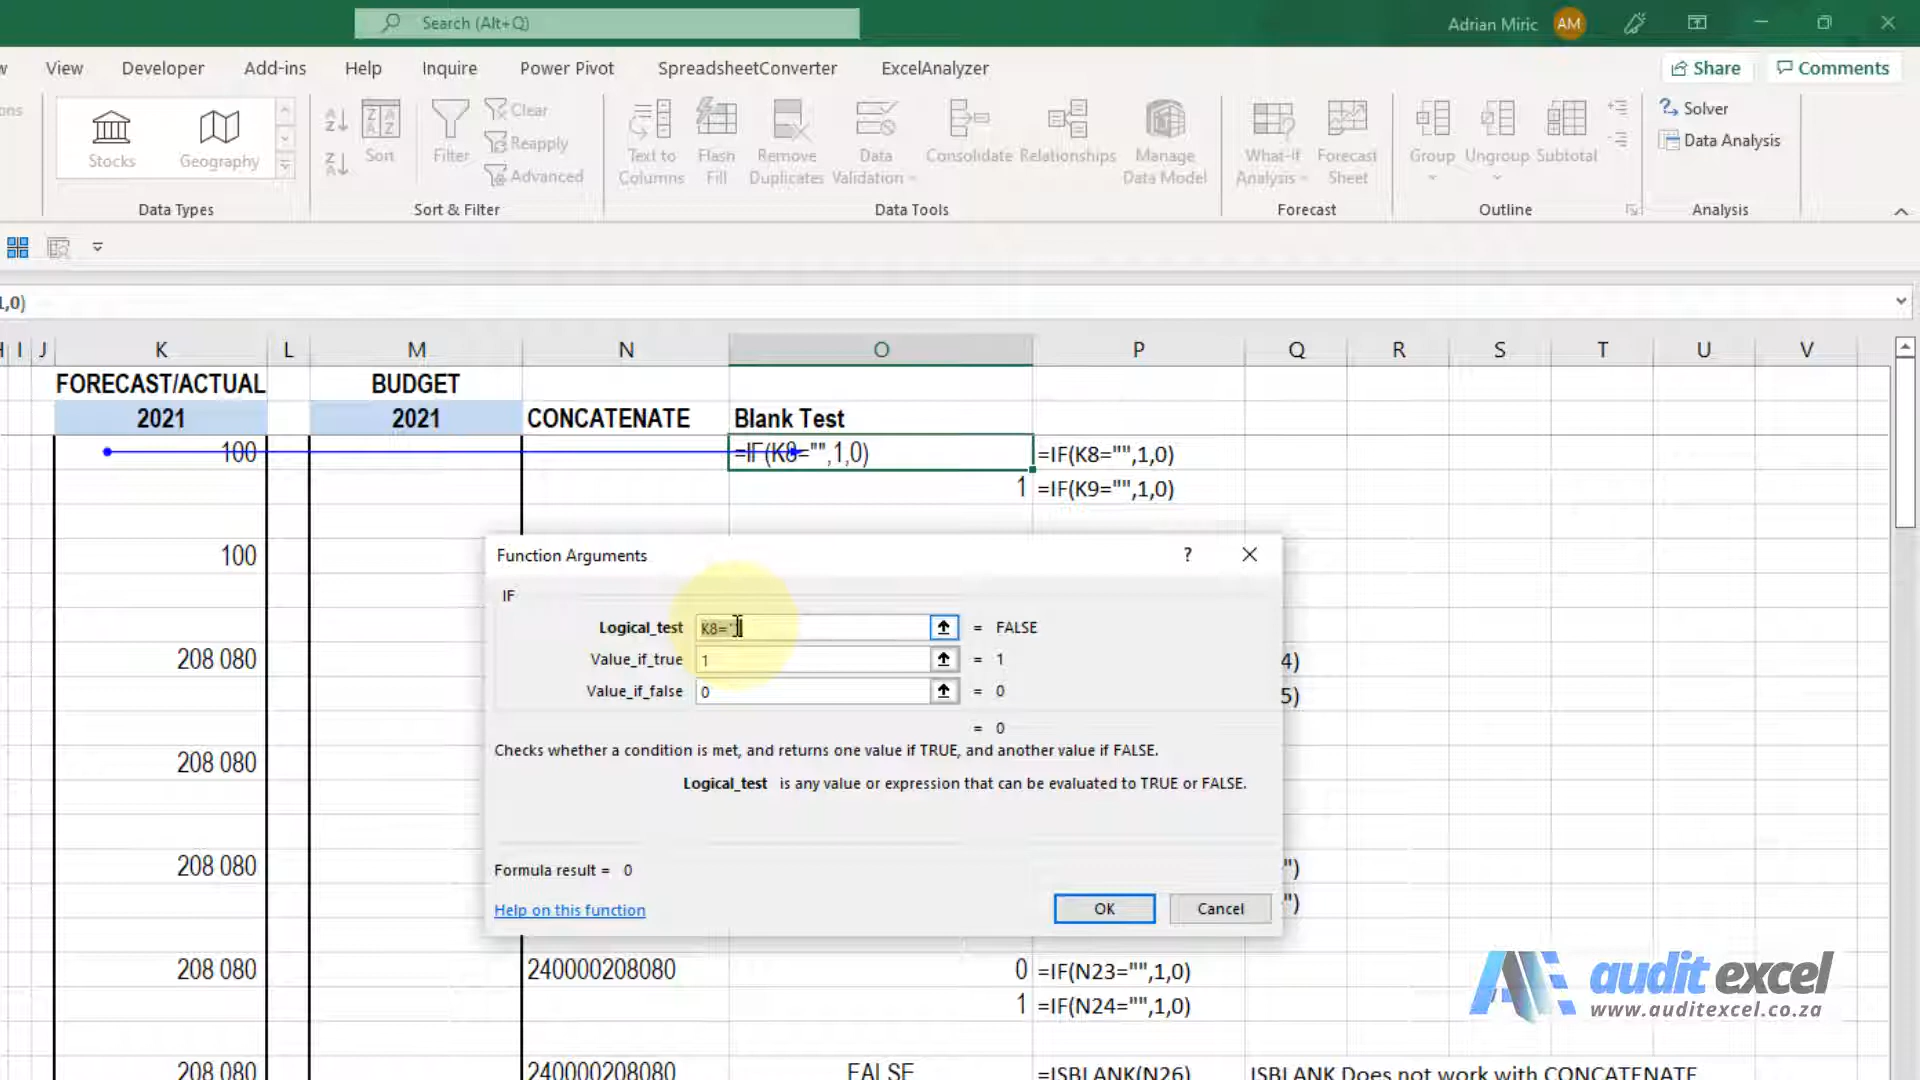 Search (Alt+Q)
Adrian Miric AM
View Developer Add-ins Help Inquire Power Pivot SpreadsheetConverter ExcelAnalyzer Share Comments
Stocks Geography
Sort Filter
Clear
Reapply
Advanced
Text to Columns
Flash Fill
Remove Duplicates
Data Validation
Consolidate Relationships
Manage Data Model
What-If Analysis
Forecast Sheet
Group Ungroup Subtotal
Solver
Data Analysis
Data Types Sort & Filter Data Tools Forecast Outline Analysis
,0)
I J K L M N O P Q R S T U V
FORECAST/ACTUAL BUDGET
2021 2021 CONCATENATE Blank Test
100 =IF(K8="",1,0) =IF(K8="",1,0)
1 =IF(K9="",1,0)
100
208 080
208 080
208 080
Function Arguments ?
IF
Logical_test K8= = FALSE
Value_if_true 1 = 1
Value_if_false 0 = 0
= 0
Checks whether a condition is met, and returns one value if TRUE, and another value if FALSE.
Logical_test is any value or expression that can be evaluated to TRUE or FALSE.
Formula result = 0
Help on this function
OK Cancel
4)
5)
")
")
208 080 240000208080 0 =IF(N23="",1,0)
1 =IF(N24="",1,0)
208 080 240000208080 FALSE =ISBLANK(N26) ISBLANK Does not work with CONCATENATE
audit excel
www.auditexcel.co.za